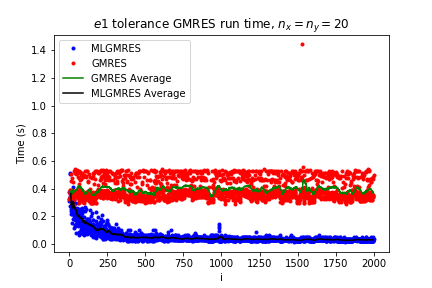 e1 tolerance GMRES run time, nx = ny = 20
MLGMRES
GMRES
GMRES Average
MLGMRES Average
Time (s)
1.4
1.2
1.0
0.8
0.6
0.4
0.2
0.0
0 250 500 750 1000 1250 1500 1750 2000
i